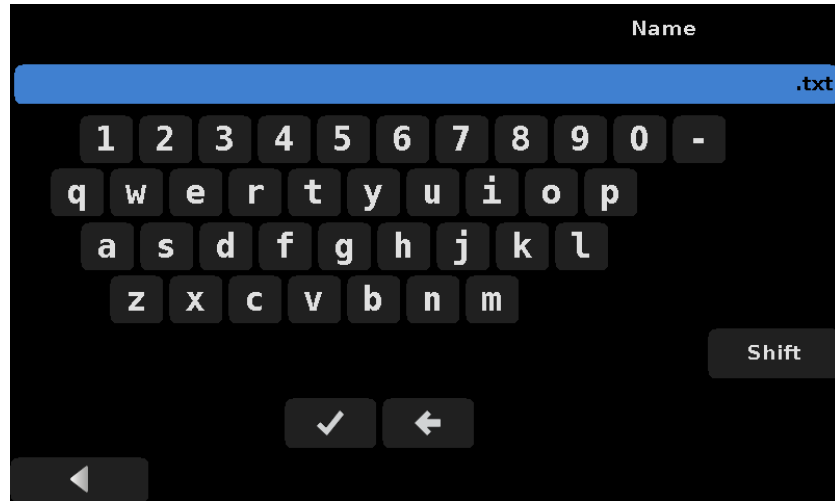 Name
.txt
1 2 3 4 5 6 7 8 9 0 -
q w e r t y u i o p
a s d f g h j k l
z x c v b n m
Shift